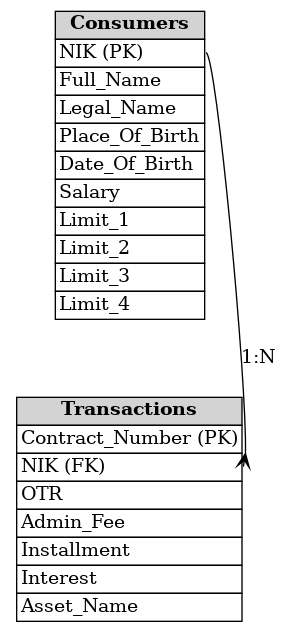 Consumers
NIK (PK)
Full_Name
Legal_Name
Place_Of_Birth
Date_Of_Birth
Salary
Limit_1
Limit_2
Limit_3
Limit_4
1:N
Transactions
Contract_Number (PK)
NIK (FK)
OTR
Admin_Fee
Installment
Interest
Asset_Name